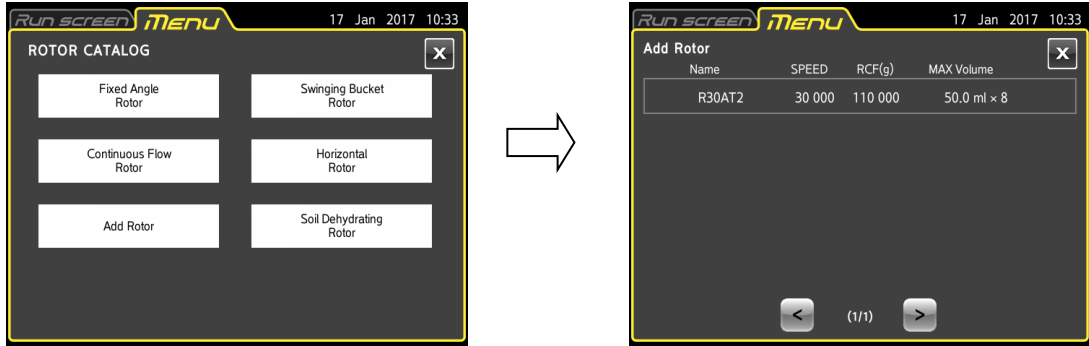 Run screen Menu 17 Jan 2017 10:33
ROTOR CATALOG X
Fixed Angle
Rotor
Swinging Bucket
Rotor
Continuous Flow
Rotor
Horizontal
Rotor
Add Rotor
Soil Dehydrating
Rotor
Run screen Menu 17 Jan 2017 10:33
Add Rotor X
Name SPEED RCF(g) MAX Volume
R30AT2 30 000 110 000 50.0 ml × 8
< (1/1) >